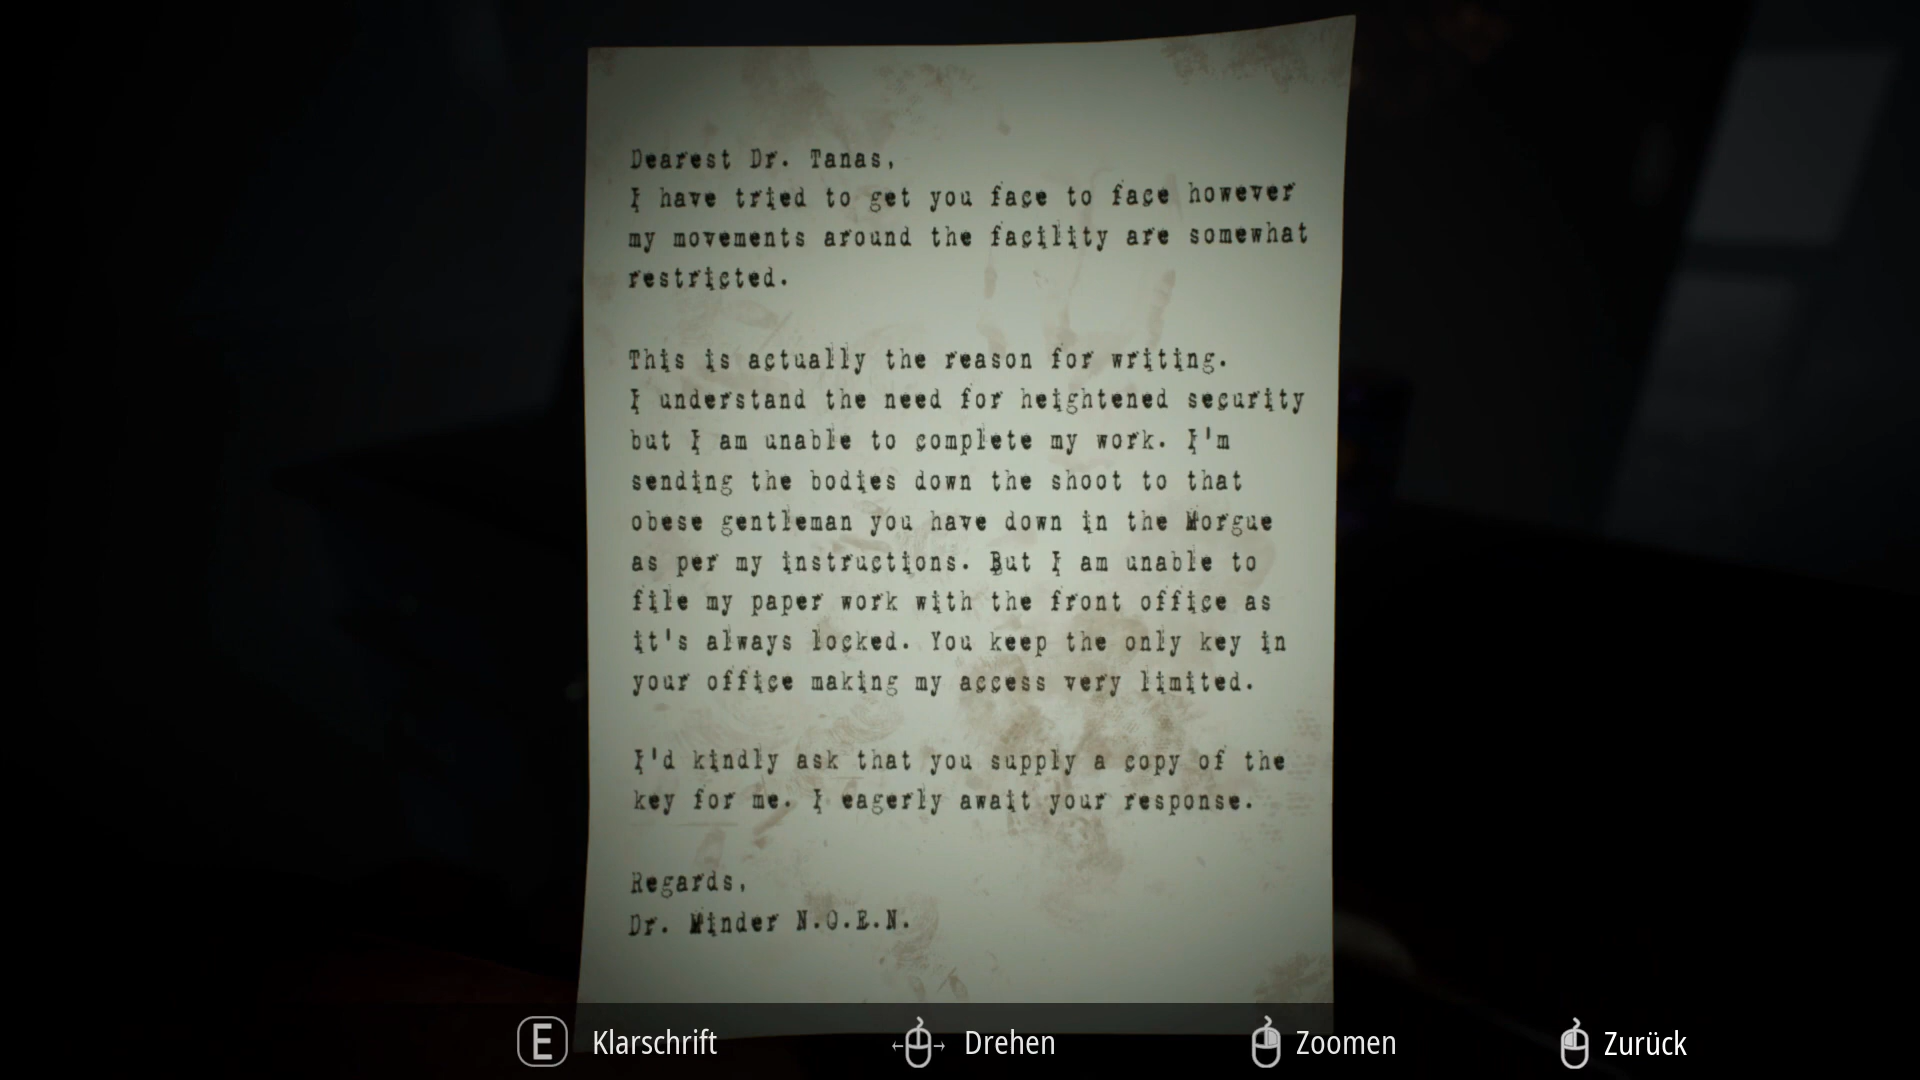 Dearest Dr. Tanas,
I have tried to get you face to face however
my movements around the facility are somewhat
restricted.
This is actually the reason for writing.
I understand the need for heightened security
but I am unable to complete my work. I'm
sending the bodies down the shoot to that
obese gentleman you have down in the Morgue
as per my instructions. But I am unable to
file my paper work with the front office as
it's always locked. You keep the only key in
your office making my access very limited.
I'd kindly ask that you supply a copy of the
key for me. I eagerly await your response.
Regards,
Dr. Minder N.O.E.N.
E Klarschrift Drehen Zoomen Zurück